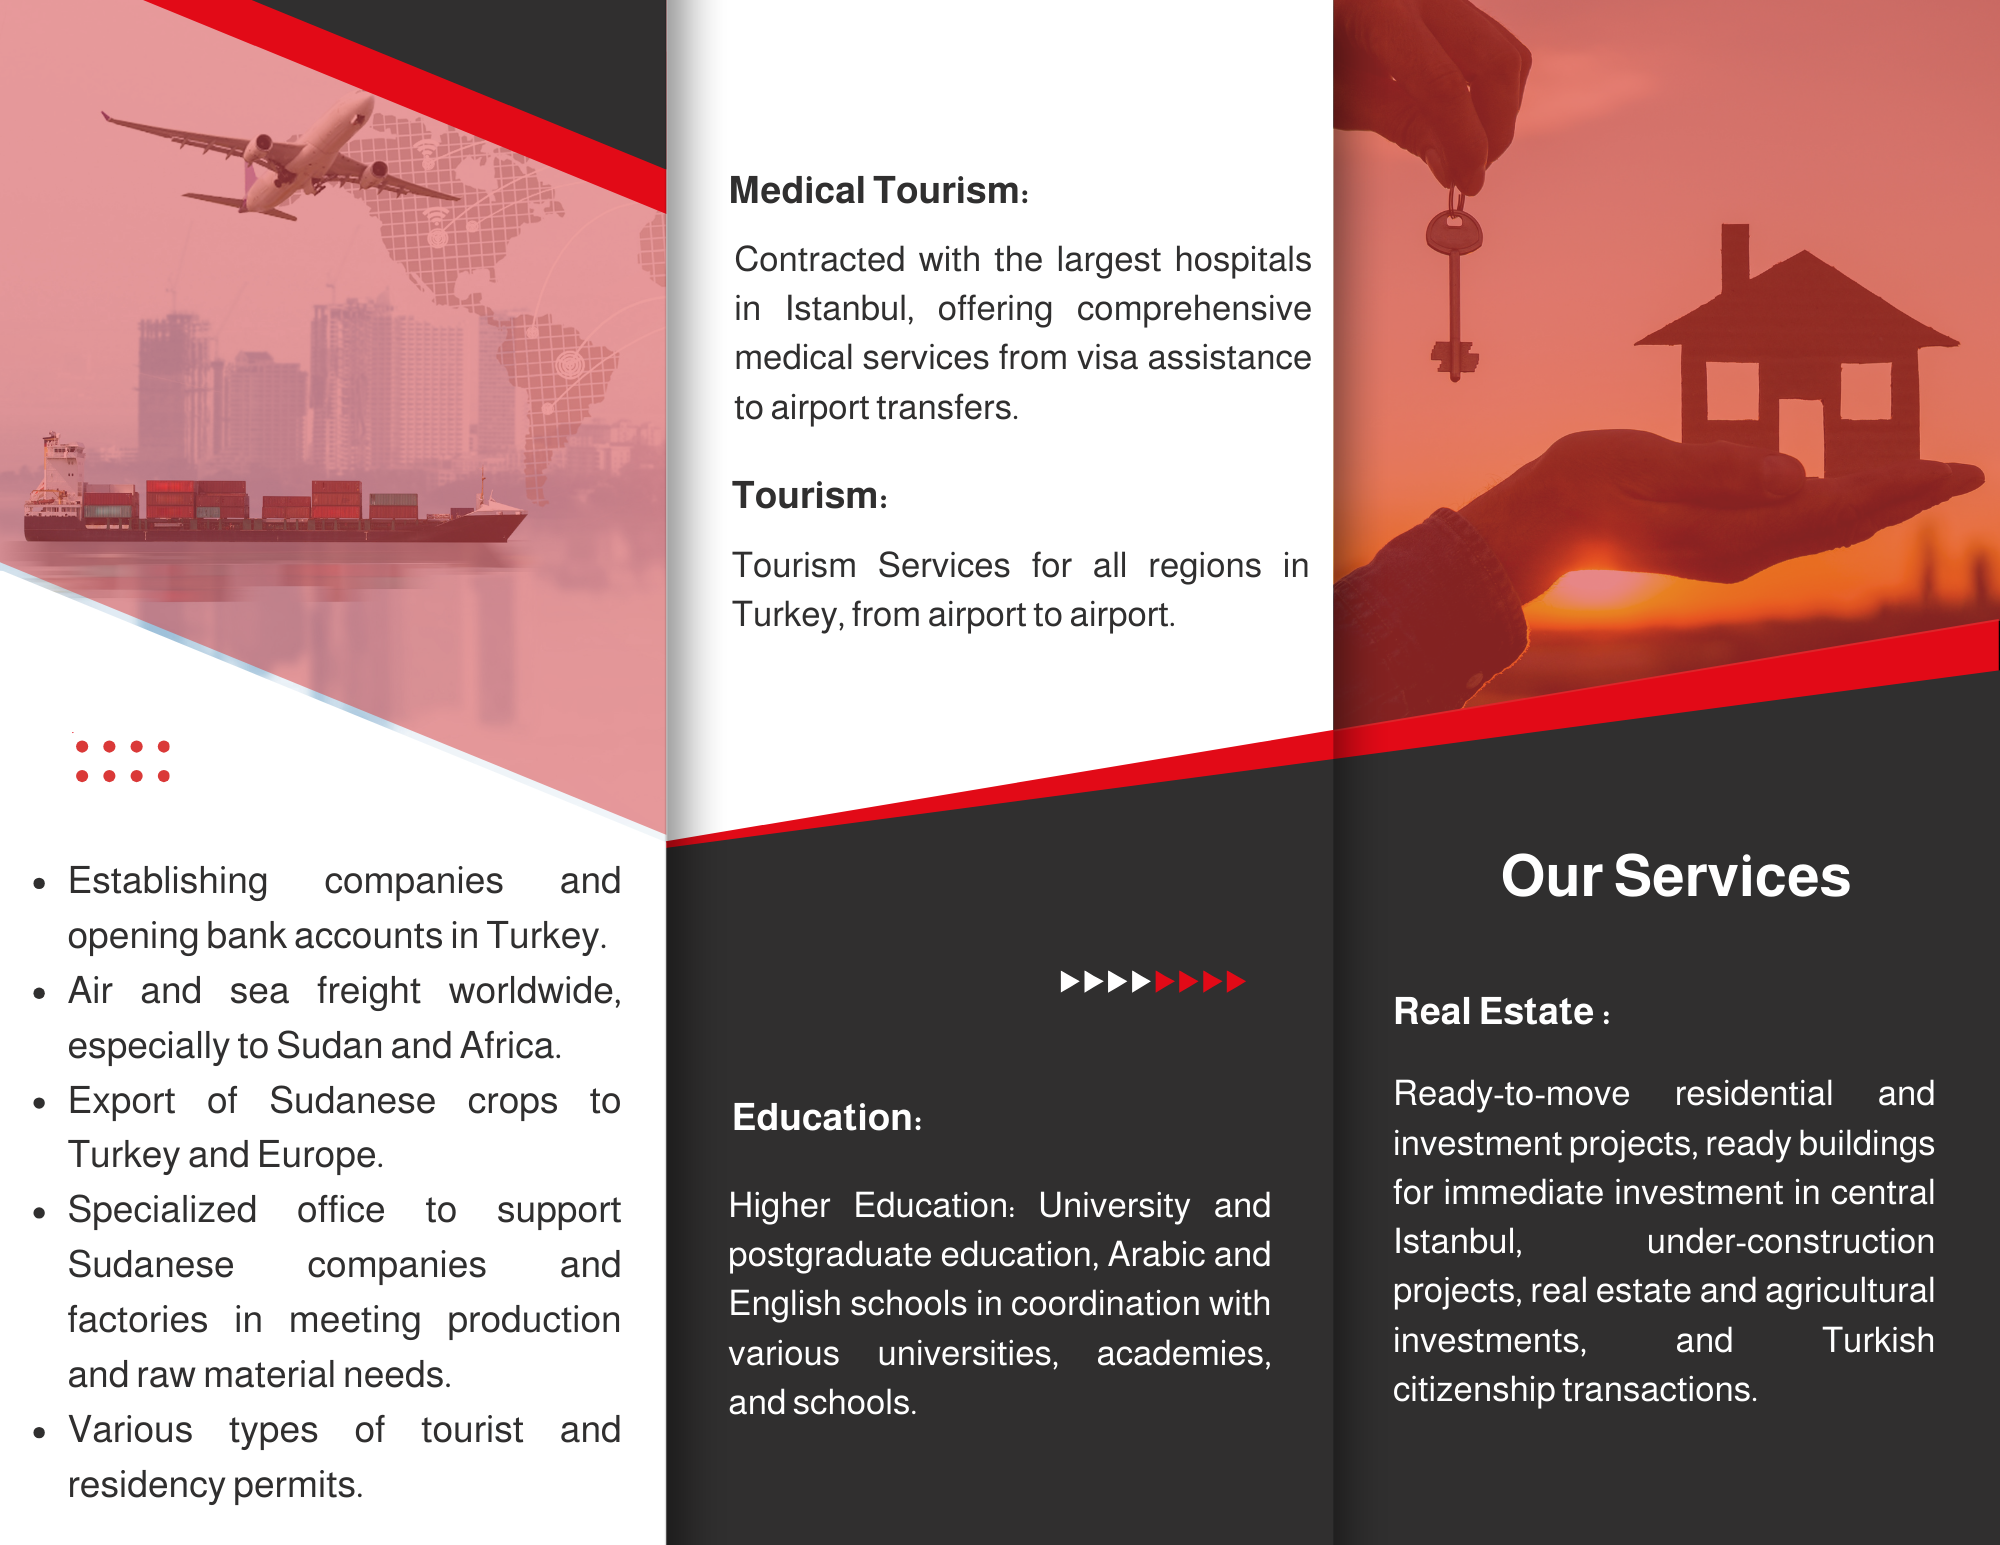 Establishing companies and
opening bank accounts in Turkey.
Air and sea freight worldwide,
especially to Sudan and Africa.
Export of Sudanese crops to
Turkey and Europe.
Specialized office to support
Sudanese companies and
factories in meeting production
and raw material needs.
Various types of tourist and
residency permits.
Medical Tourism:
Contracted with the largest hospitals
in Istanbul, offering comprehensive
medical services from visa assistance
to airport transfers.
Tourism:
Tourism Services for all regions in
Turkey, from airport to airport.
Education:
Higher Education: University and
postgraduate education, Arabic and
English schools in coordination with
various universities, academies,
and schools.
Our Services
Real Estate :
Ready-to-move residential and
investment projects, ready buildings
for immediate investment in central
Istanbul, under-construction
projects, real estate and agricultural
investments, and Turkish
citizenship transactions.